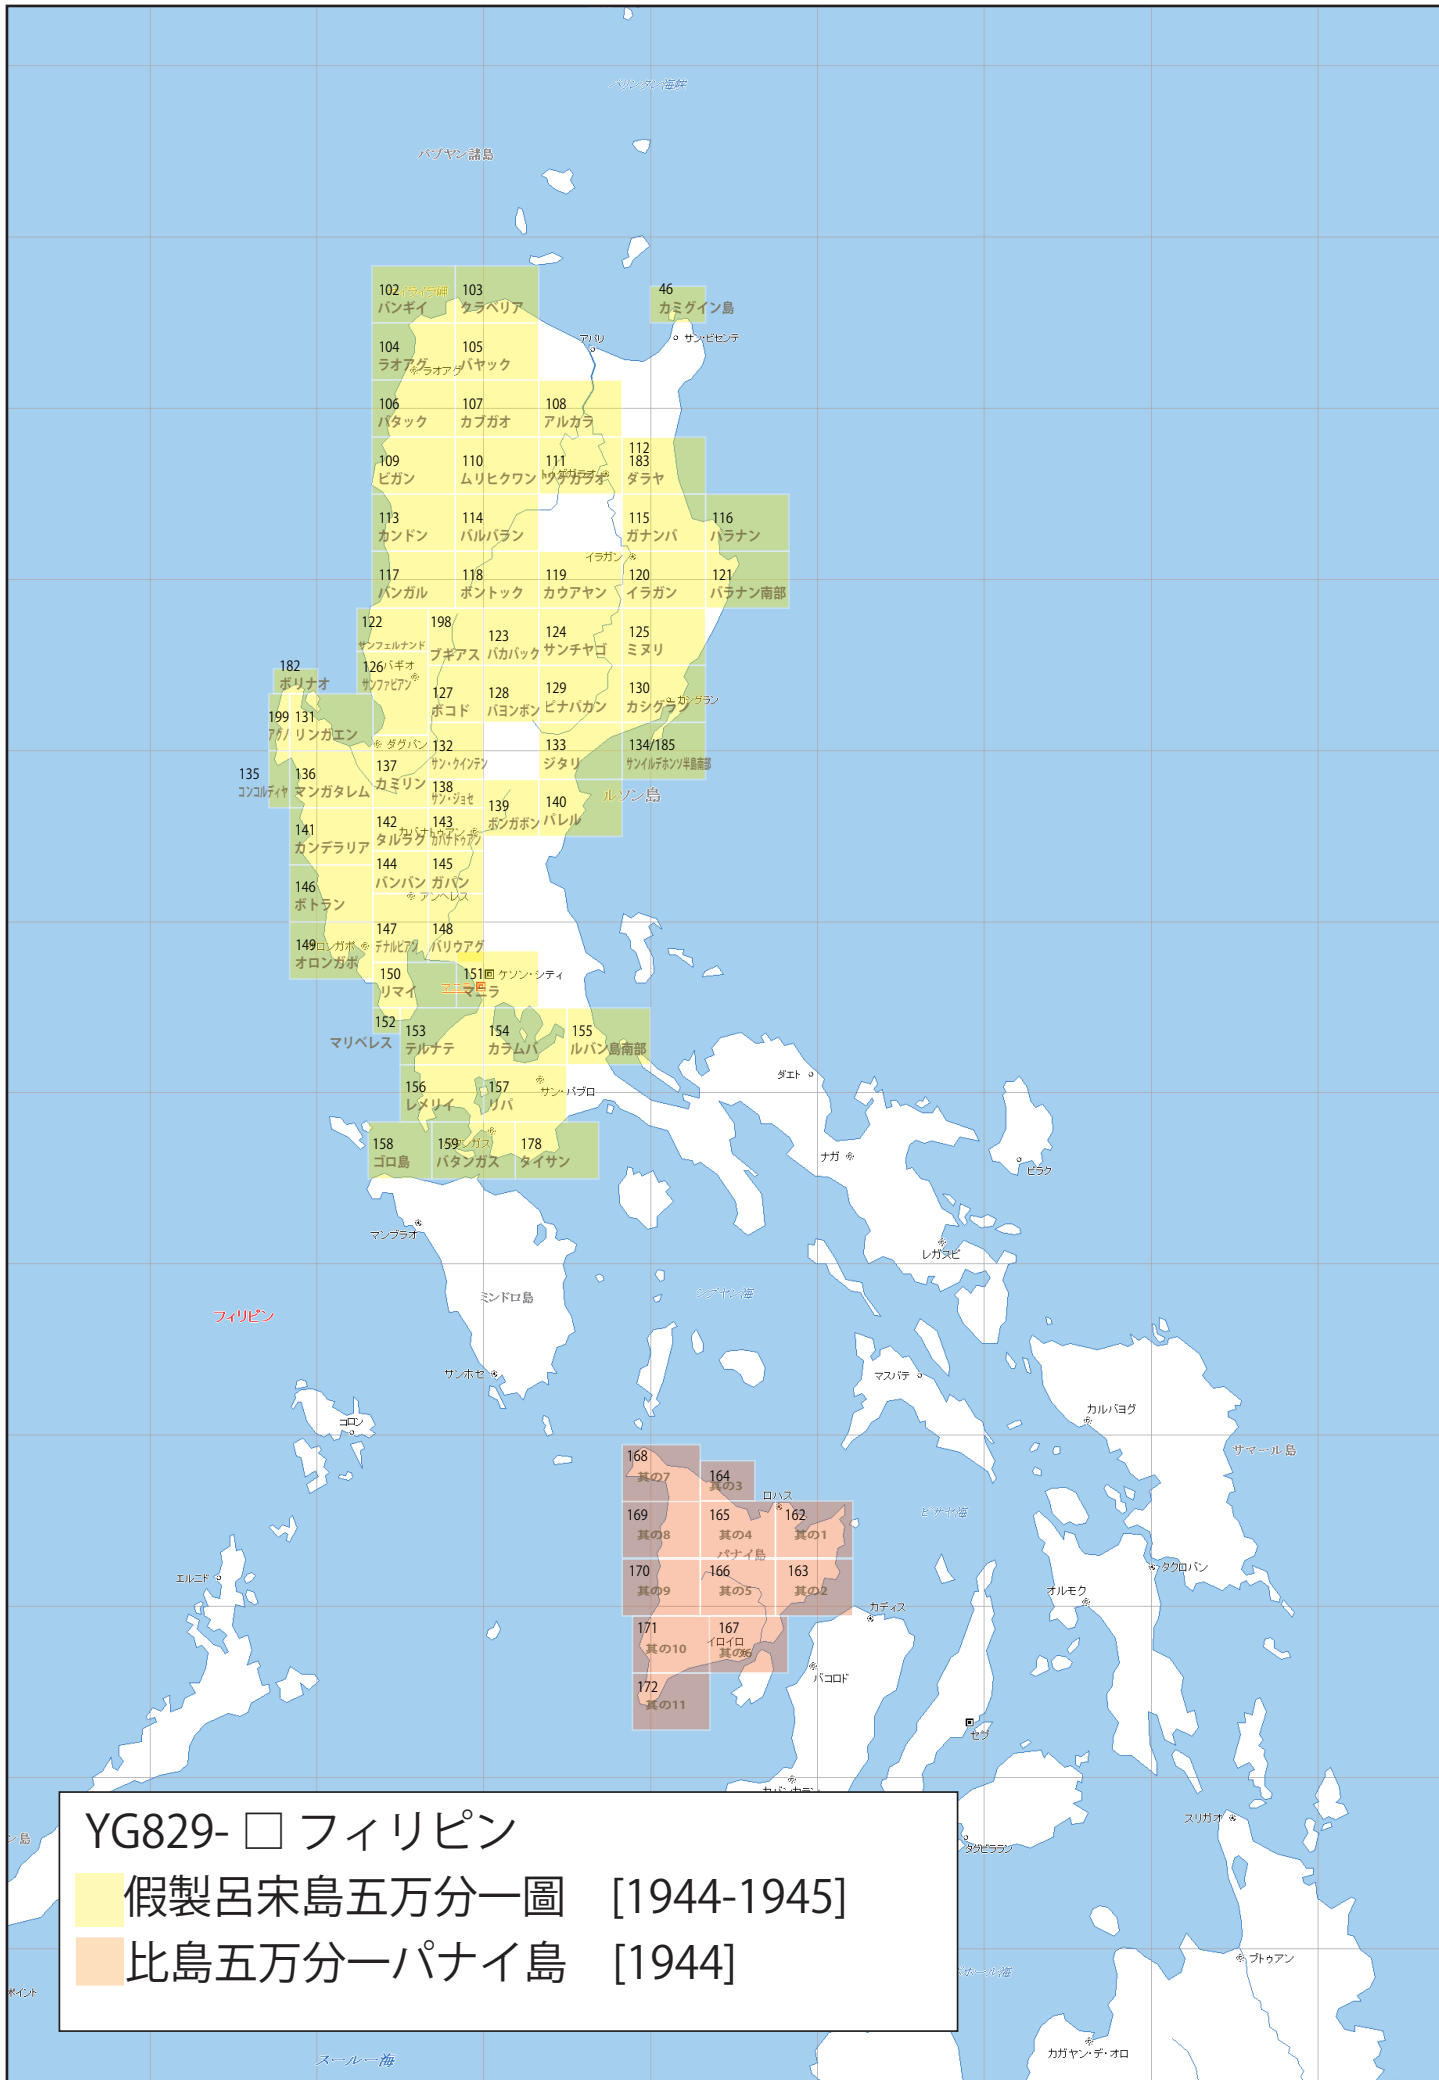 バリンタン海峡
バブヤン諸島
102
バンギイ
103
クラベリア
46
カミグイン島
アパリ
サン・ビセンテ
104
ラオアグ
ラオアグ
105
バヤック
106
バタック
107
カブガオ
108
アルカラ
109
ビガン
110
ムリヒクワン
111
ツゲガラオ
112
183
ダラヤ
113
カンドン
114
バルバラン
115
ガナンバ
116
パラナン
イラガン
117
バンガル
118
ボントック
119
カウアヤン
120
イラガン
121
パラナン南部
122
サンフェルナンド
198
ブギアス
123
バカバック
124
サンチヤゴ
125
ミヌリ
182
ボリナオ
126
バギオ
サンファビアン
127
ボコド
128
バヨンボン
129
ピナパカン
130
カシグラン
カシグラン
199
アグノ
131
リンガエン
ダグパン
132
サン・クインテン
133
ジタリ
134/185
サンイルデホンソ半島南部
135
コンコルディヤ
136
マンガタレム
137
カミリン
138
サン・ジョセ
139
ボンガボン
140
バレル
ルソン島
141
カンデラリア
142
タルラク
143
カバナトゥアン
カバナトゥアン
144
バンバン
145
ガパン
アンヘレス
146
ボトラン
147
デナルピアン
148
バリウアグ
149
オロンガポ
150
リマイ
151
マニラ
マニラ
ケソン・シティ
152
マリベレス
153
テルナテ
154
カラムバ
155
ルバン島南部
ダエト
156
レメリイ
157
リパ
サン・パブロ
158
ゴロ島
159
バタンガス
178
タイサン
ナガ
ビラク
マンブラオ
レガスピ
ミンドロ島
シブヤン海
フィリピン
サンホセ
マスバテ
コロン
カルバヨグ
サマール島
168
其の7
164
其の3
ロハス
169
其の8
165
其の4
162
其の1
パナイ島
ビサヤ海
170
其の9
166
其の5
163
其の2
タクロバン
エルニド
オルモク
カディス
171
其の10
167
イロイロ
其の6
バコロド
172
其の11
セブ
YG829- □ フィリピン
假製呂宋島五万分一圖 [1944-1945]
比島五万分一パナイ島 [1944]
スリガオ
タグビララン
ブトゥアン
ポイント
カガヤン・デ・オロ
スールー海